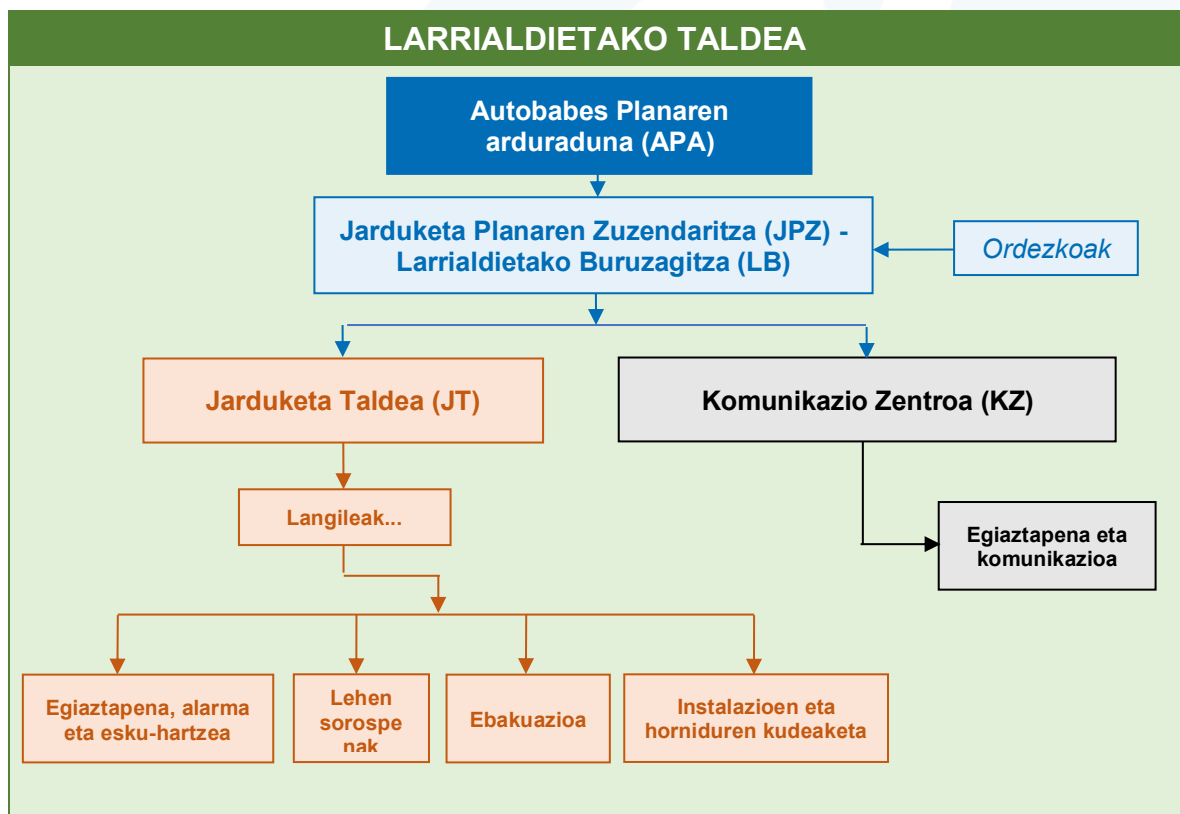 LARRIALDIETAKO TALDEA
Autobabes Planaren
arduraduna (APA)
Jarduketa Planaren Zuzendaritza (JPZ) -
Larrialdietako Buruzagitza (LB)
Ordezkoak
Jarduketa Taldea (JT)
Komunikazio Zentroa (KZ)
Langileak...
Egiaztapena eta
komunikazioa
Egiaztapena, alarma
eta esku-hartzea
Lehen
sorospe
nak
Ebakuazioa
Instalazioen eta
horniduren kudeaketa